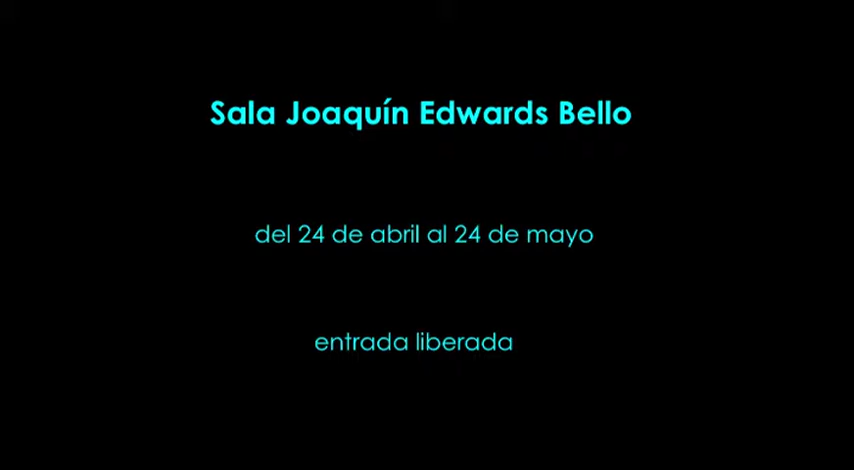 Sala Joaquín Edwards Bello
del 24 de abril al 24 de mayo
entrada liberada